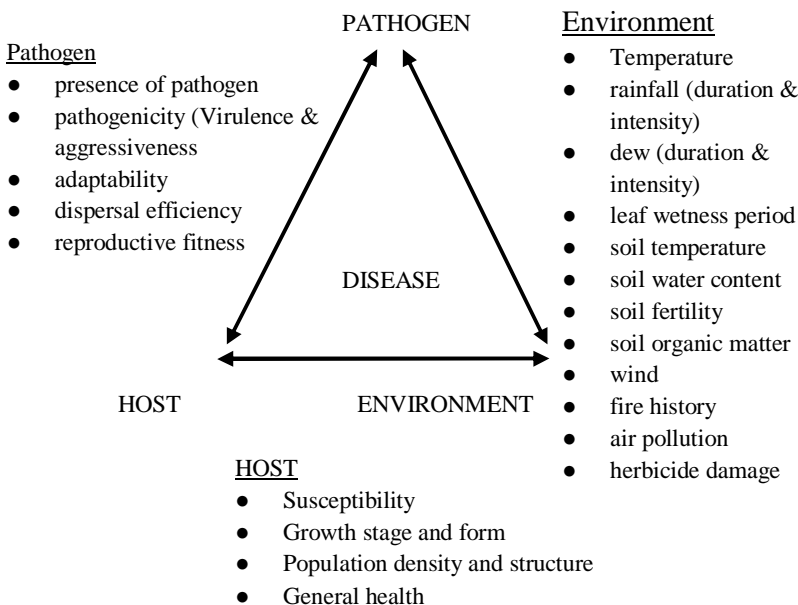 PATHOGEN
Pathogen
● presence of pathogen
● pathogenicity (Virulence &
aggressiveness
● adaptability
● dispersal efficiency
● reproductive fitness
Environment
● Temperature
● rainfall (duration &
intensity)
● dew (duration &
intensity)
● leaf wetness period
● soil temperature
● soil water content
● soil fertility
● soil organic matter
● wind
● fire history
● air pollution
● herbicide damage
DISEASE
HOST
ENVIRONMENT
HOST
● Susceptibility
● Growth stage and form
● Population density and structure
● General health